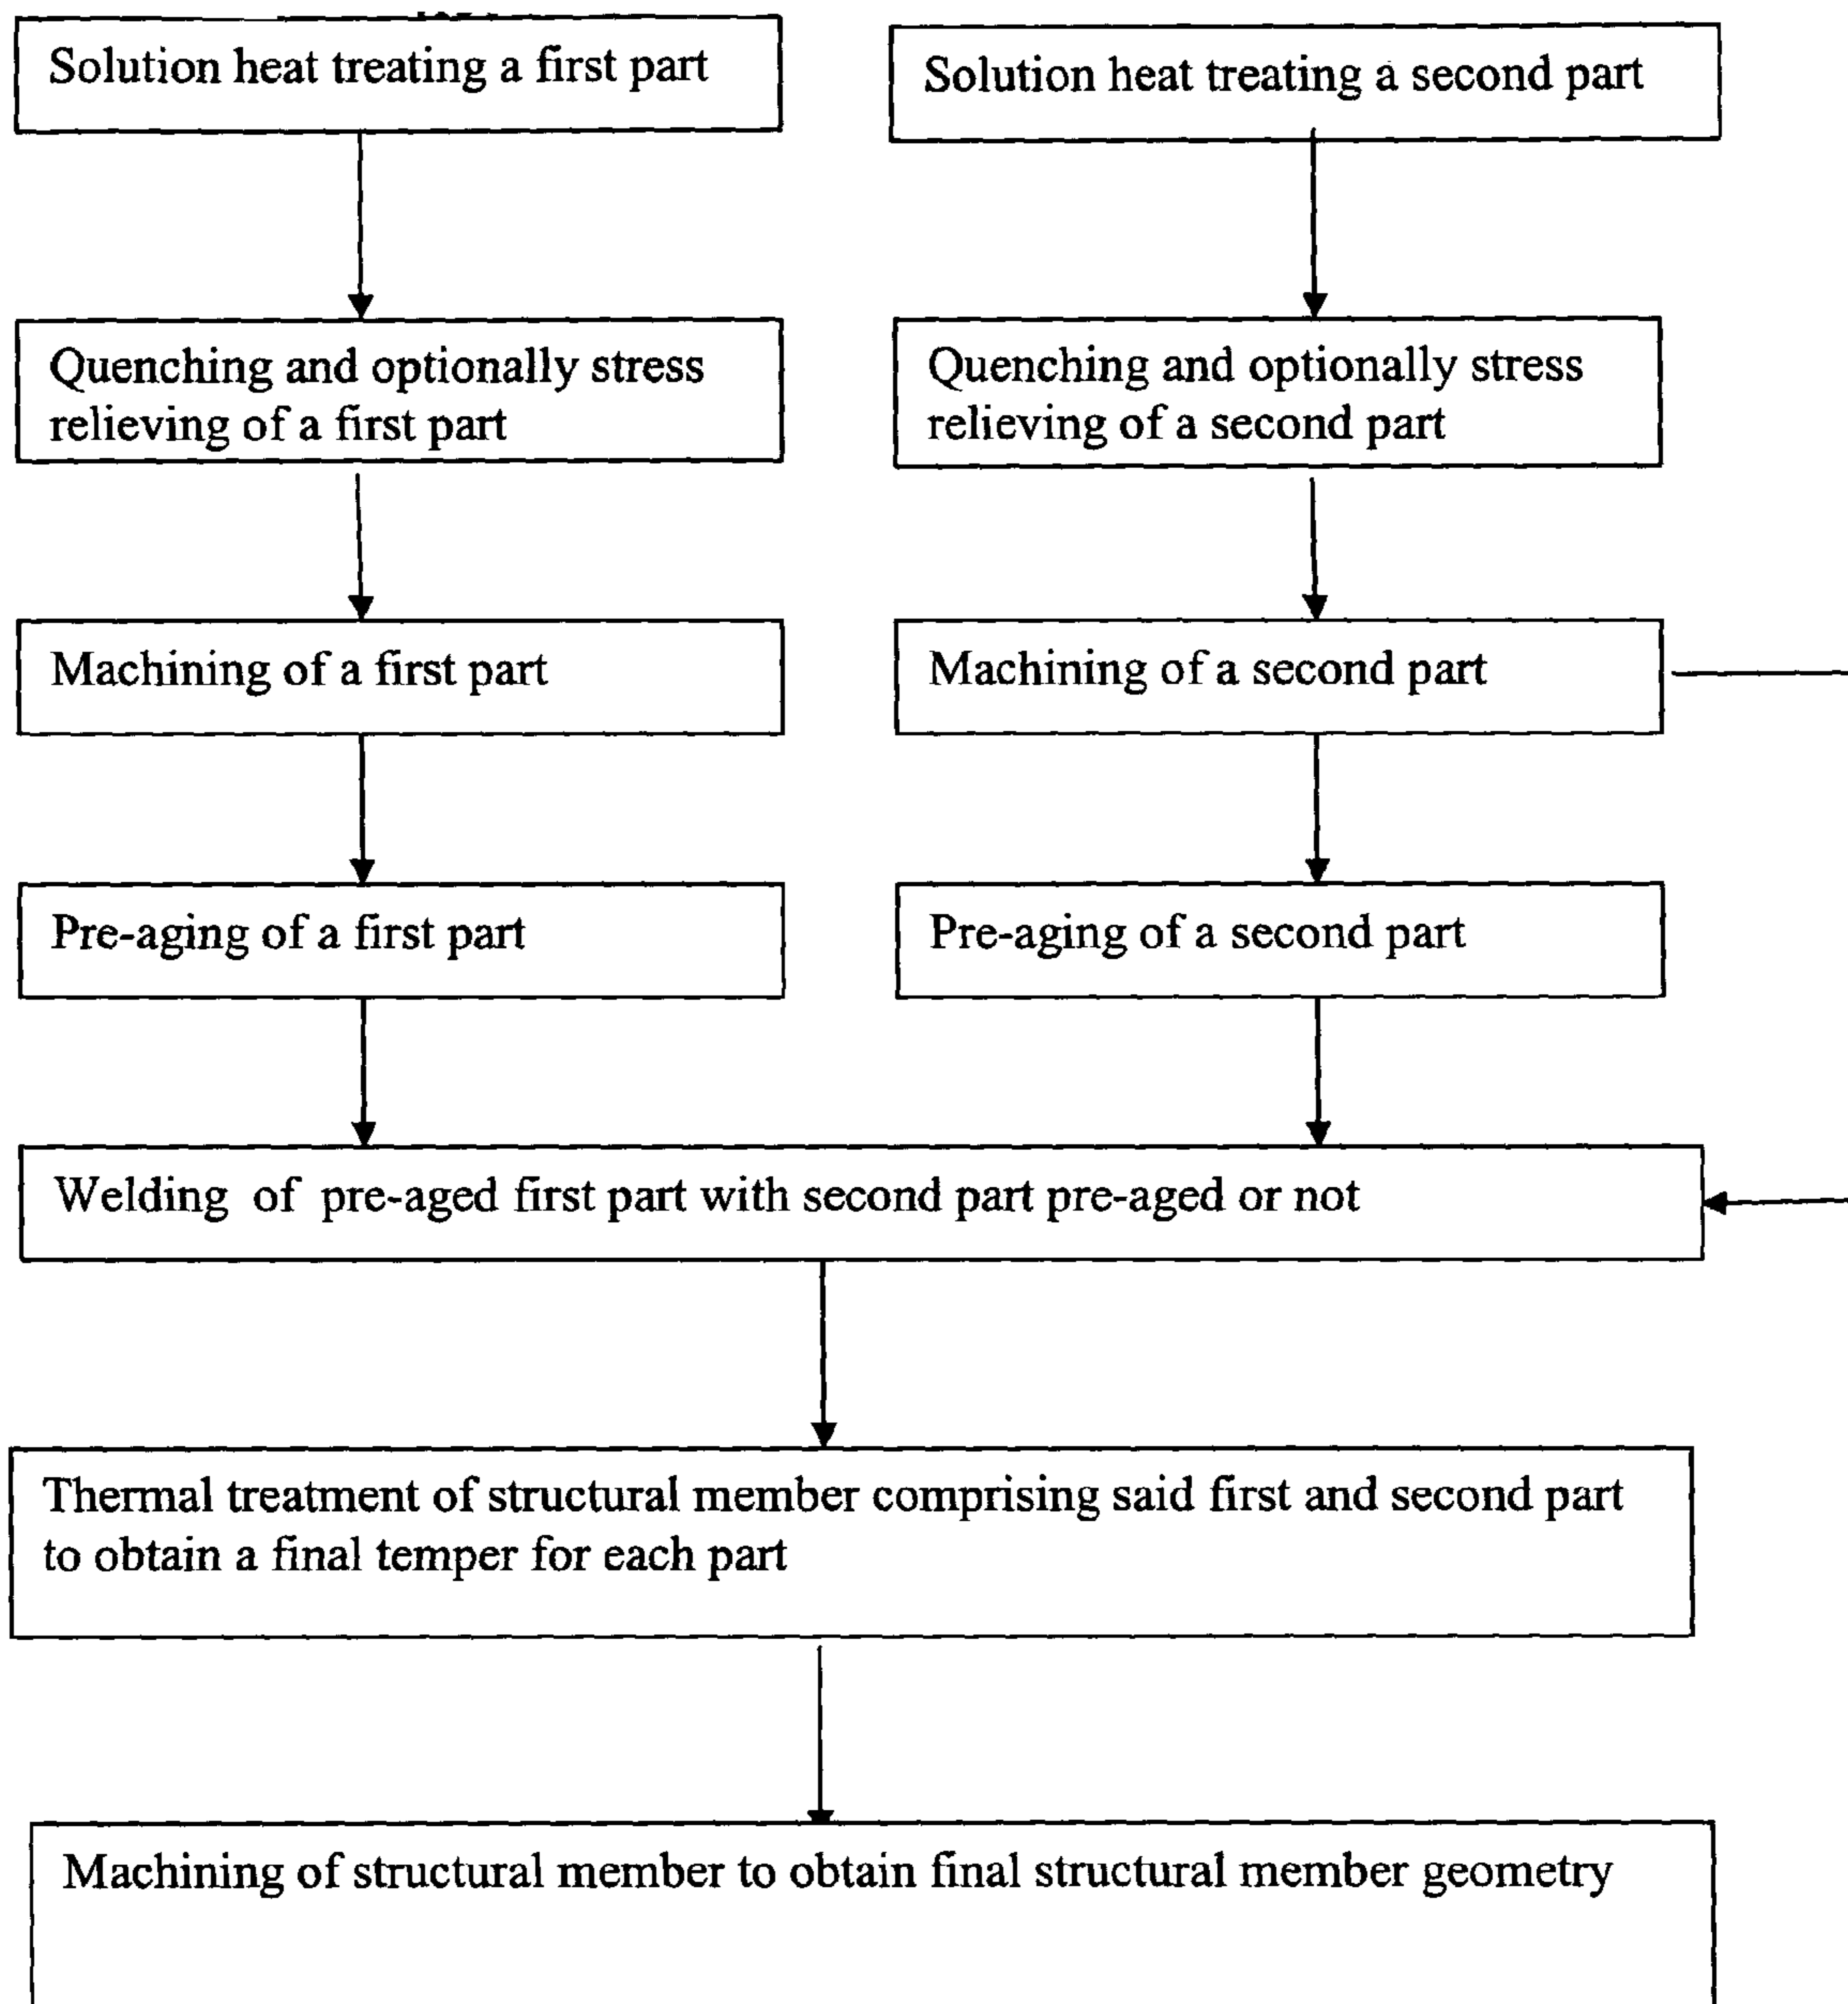 Solution heat treating a first part
Solution heat treating a second part
Quenching and optionally stress
relieving of a first part
Quenching and optionally stress
relieving of a second part
Machining of a first part
Machining of a second part
Pre-aging of a first part
Pre-aging of a second part
Welding of pre-aged first part with second part pre-aged or not
Thermal treatment of structural member comprising said first and second part
to obtain a final temper for each part
Machining of structural member to obtain final structural member geometry